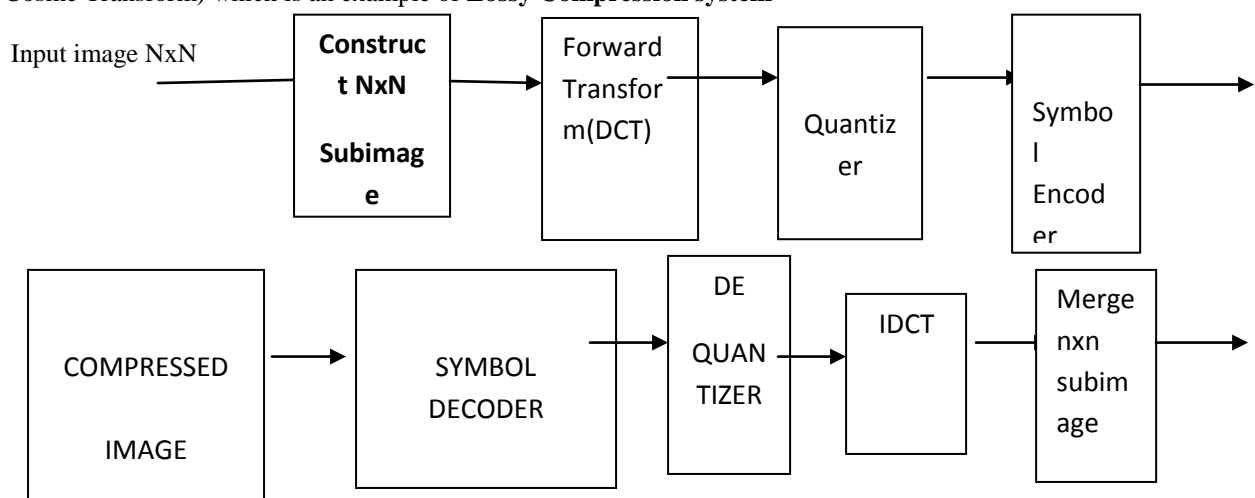 Cosine Transform) which is an example of Lossy Compression system
Input image NxN
Construc
t NxN
Subimag
e
Forward
Transfor
m(DCT)
Quantiz
er
Symbo
l
Encod
er
COMPRESSED
IMAGE
SYMBOL
DECODER
DE
QUAN
TIZER
IDCT
Merge
nxn
subim
age